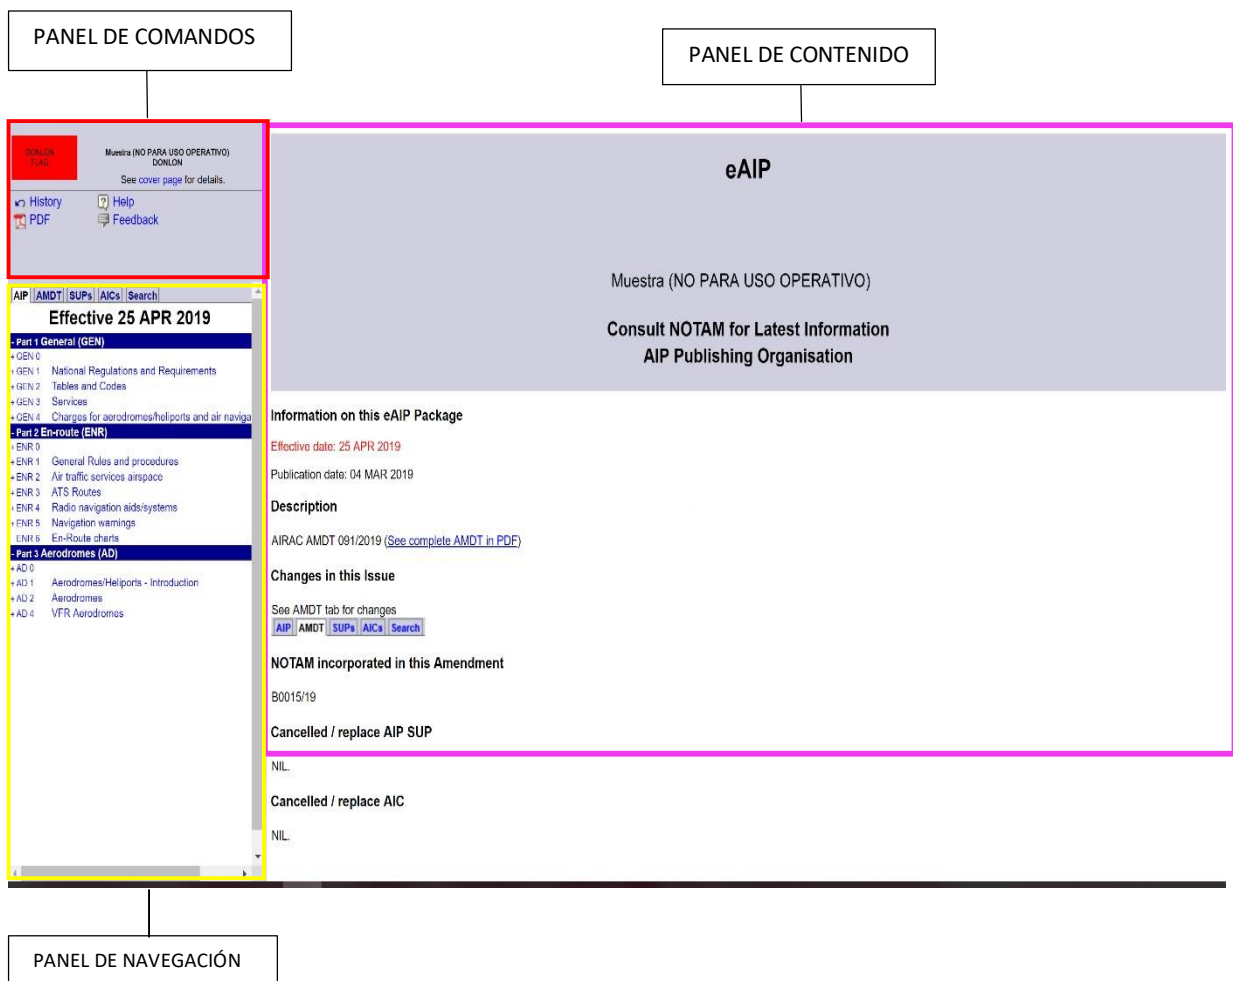 PANEL DE COMANDOS
PANEL DE CONTENIDO
DONLON
FLAG
Muestra (NO PARA USO OPERATIVO)
DONLON
See cover page for details.
History
Help
PDF
Feedback
AIP AMDT SUPs AICs Search
Effective 25 APR 2019
- Part 1 General (GEN)
+ GEN 0
+ GEN 1 National Regulations and Requirements
+ GEN 2 Tables and Codes
+ GEN 3 Services
+ GEN 4 Charges for aerodromes/heliports and air naviga
- Part 2 En-route (ENR)
+ ENR 0
+ ENR 1 General Rules and procedures
+ ENR 2 Air traffic services airspace
+ ENR 3 ATS Routes
+ ENR 4 Radio navigation aids/systems
+ ENR 5 Navigation warnings
ENR 6 En-Route charts
- Part 3 Aerodromes (AD)
+ AD 0
+ AD 1 Aerodromes/Heliports - Introduction
+ AD 2 Aerodromes
+ AD 4 VFR Aerodromes
eAIP
Muestra (NO PARA USO OPERATIVO)
Consult NOTAM for Latest Information
AIP Publishing Organisation
Information on this eAIP Package
Effective date: 25 APR 2019
Publication date: 04 MAR 2019
Description
AIRAC AMDT 091/2019 (See complete AMDT in PDF)
Changes in this Issue
See AMDT tab for changes
AIP AMDT SUPs AICs Search
NOTAM incorporated in this Amendment
B0015/19
Cancelled / replace AIP SUP
NIL.
Cancelled / replace AIC
NIL.
PANEL DE NAVEGACIÓN